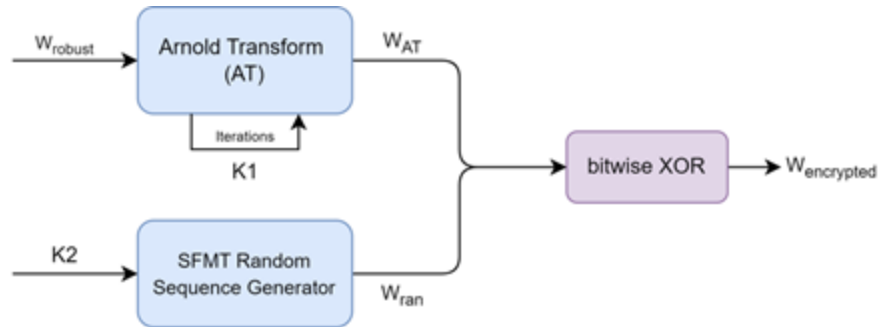 W_robust
Arnold Transform
(AT)
W_AT
Iterations
K1
bitwise XOR
W_encrypted
K2
SFMT Random
Sequence Generator
W_ran